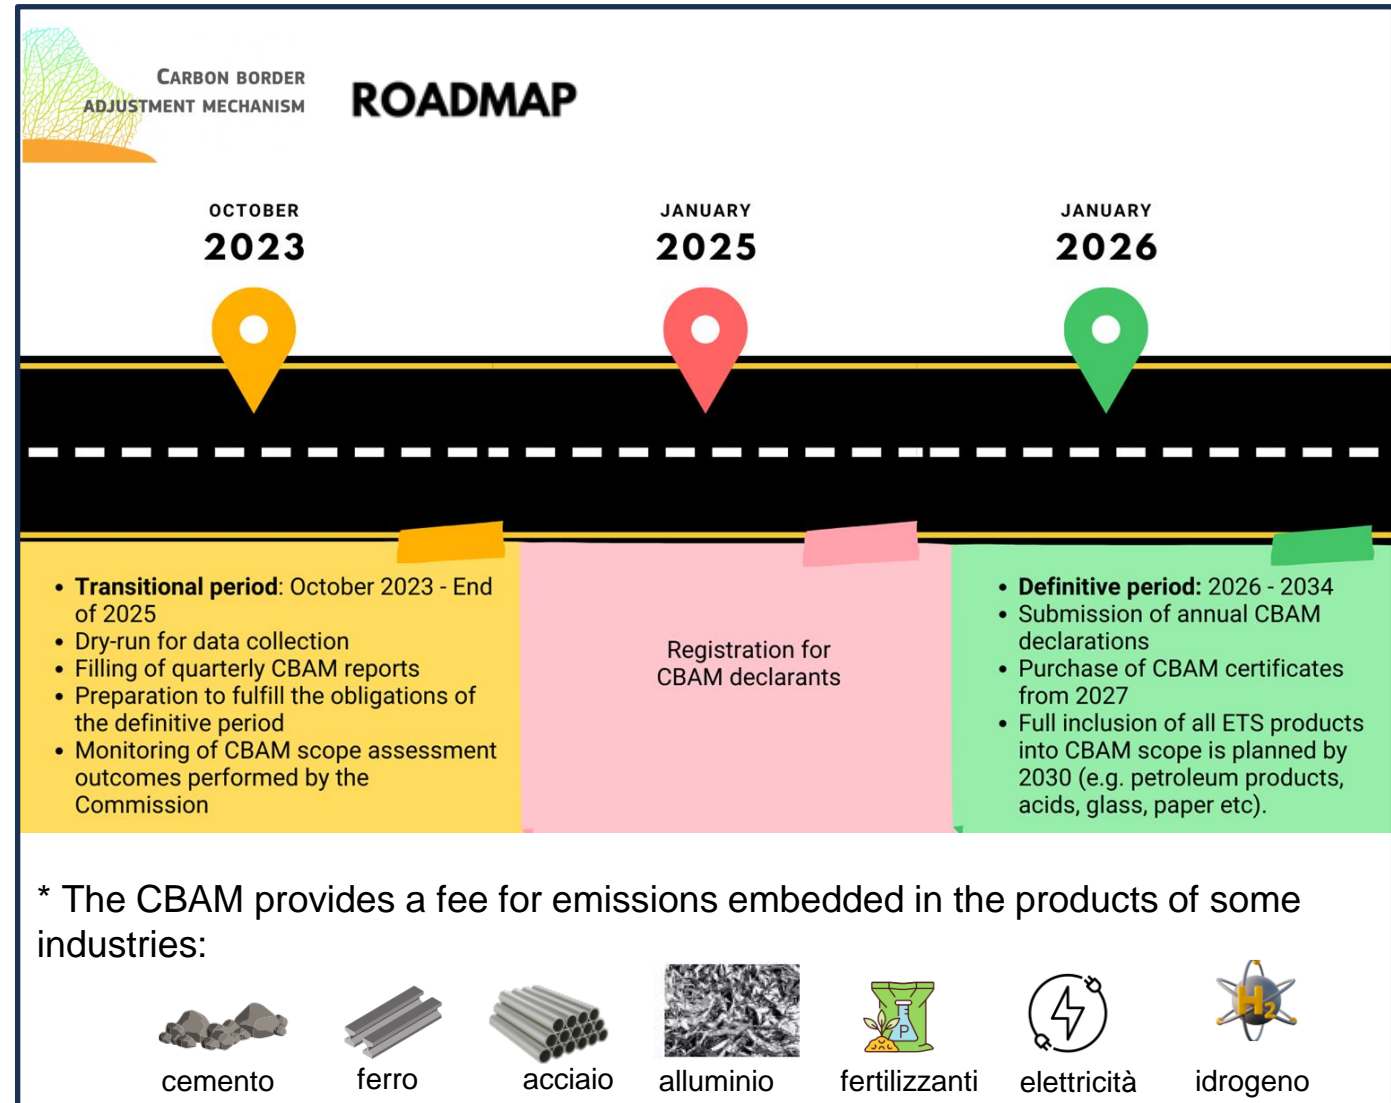 CARBON BORDER
ADJUSTMENT MECHANISM
ROADMAP
OCTOBER
2023
JANUARY
2025
JANUARY
2026
• Transitional period: October 2023 - End
of 2025
• Dry-run for data collection
• Filling of quarterly CBAM reports
• Preparation to fulfill the obligations of
the definitive period
• Monitoring of CBAM scope assessment
outcomes performed by the
Commission
Registration for
CBAM declarants
• Definitive period: 2026 - 2034
• Submission of annual CBAM
declarations
• Purchase of CBAM certificates
from 2027
• Full inclusion of all ETS products
into CBAM scope is planned by
2030 (e.g. petroleum products,
acids, glass, paper etc).
* The CBAM provides a fee for emissions embedded in the products of some
industries:
P
H2
cemento
ferro
acciaio
alluminio
fertilizzanti
elettricità
idrogeno